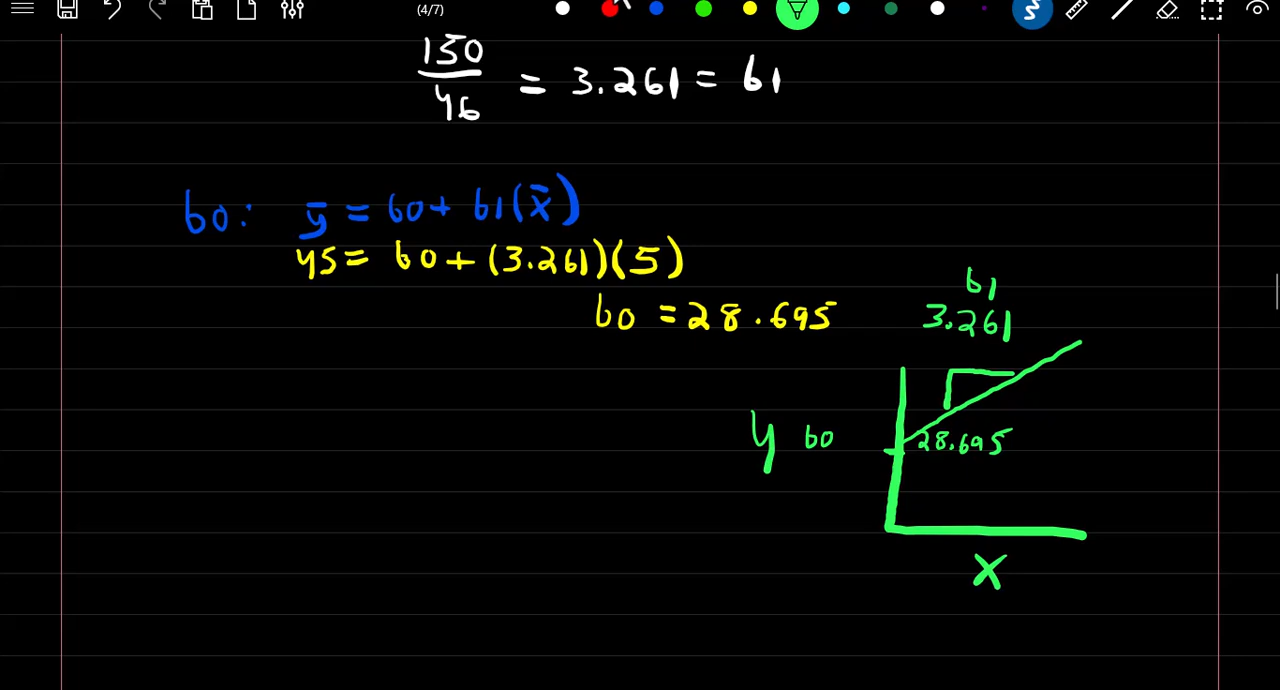 (4/7)
150
46
= 3.261 = b1
b0: ȳ = b0 + b1(x̄)
45 = b0 + (3.261)(5)
b0 = 28.695
b1
3.261
y b0
28.695
x